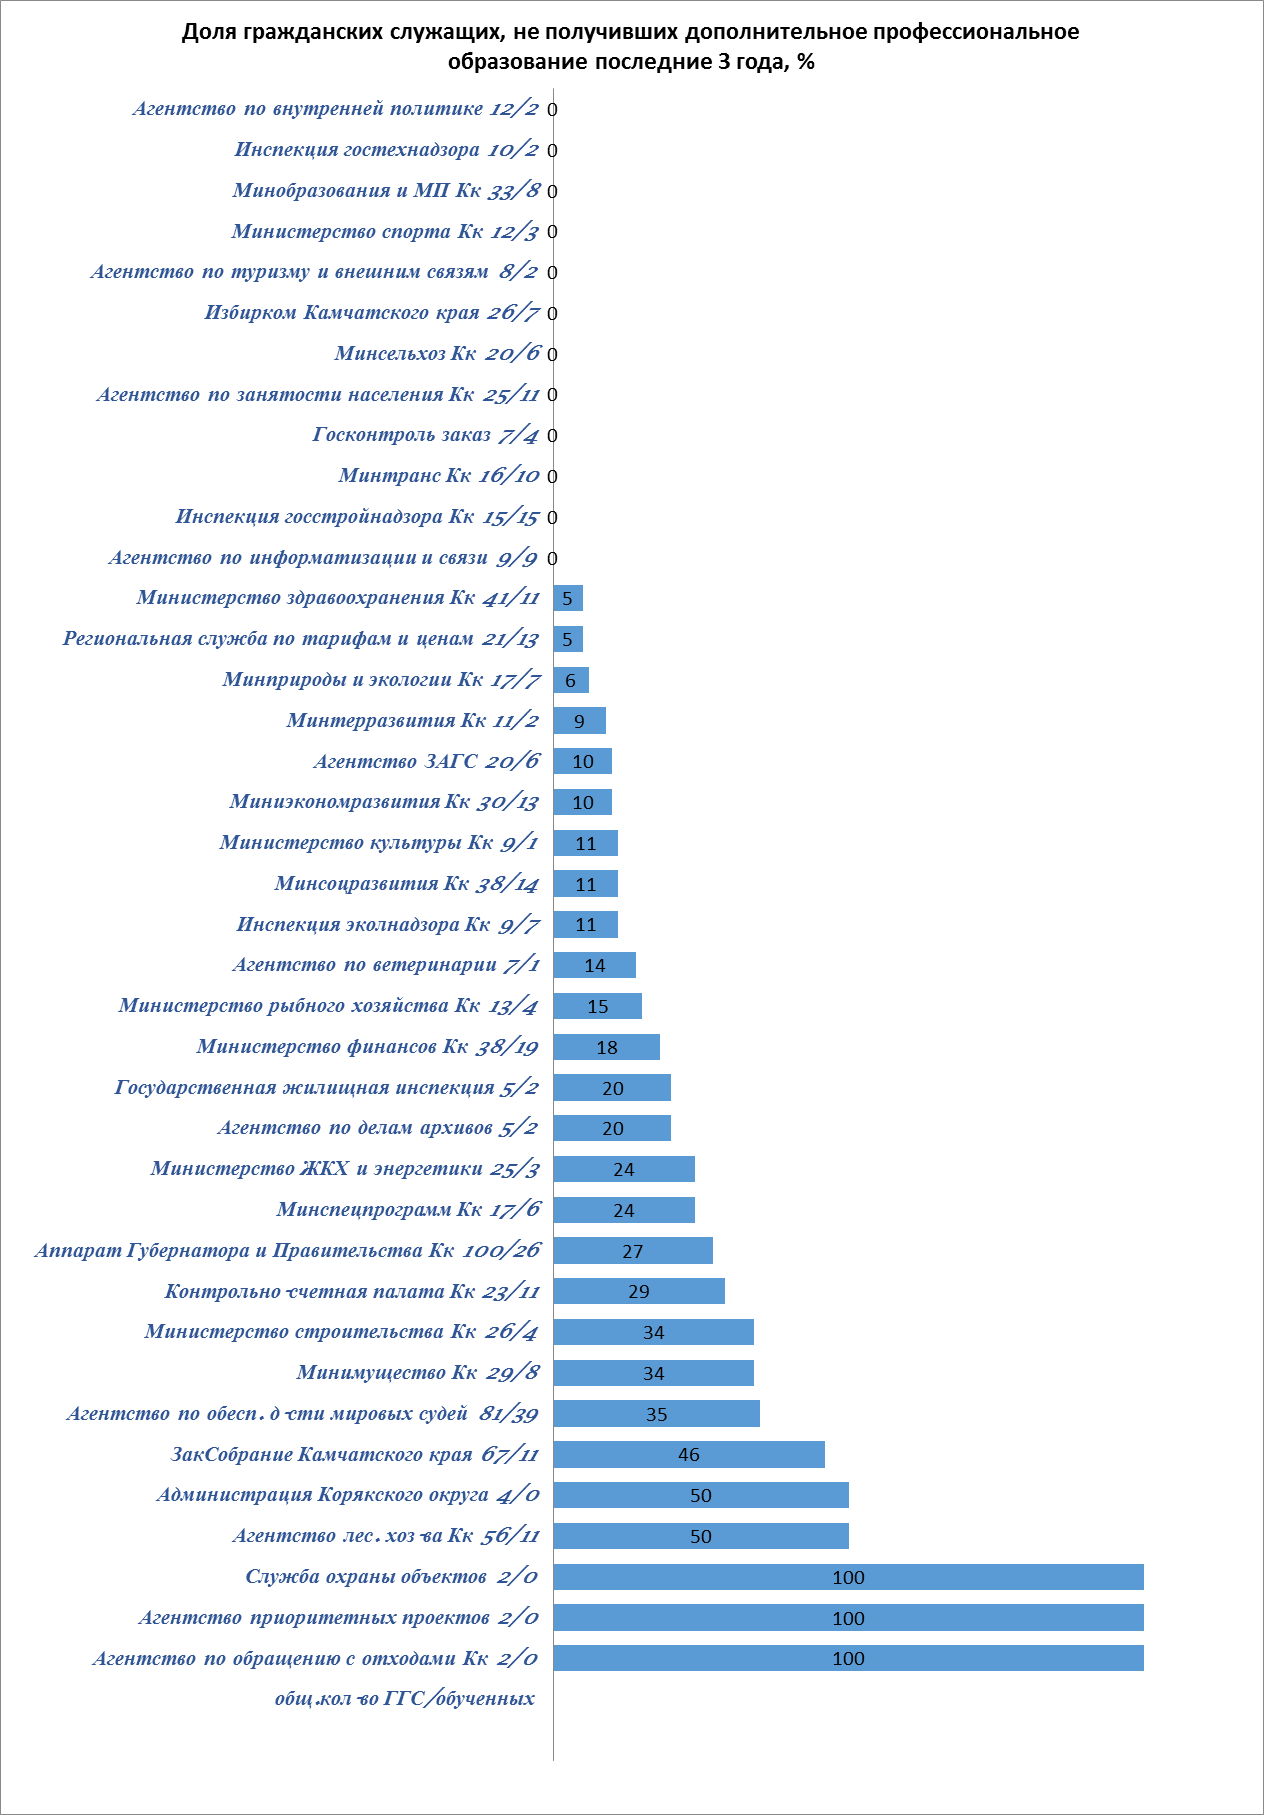 Доля гражданских служащих, не получивших дополнительное профессиональное
образование последние 3 года, %
Агентство по внутренней политике 12/2 0
Инспекция гостехнадзора 10/2 0
Минобразования и МП Кк 33/8 0
Министерство спорта Кк 12/3 0
Агентство по туризму и внешним связям 8/2 0
Избирком Камчатского края 26/7 0
Минсельхоз Кк 20/6 0
Агентство по занятости населения Кк 25/11 0
Госконтроль заказ 7/4 0
Минтранс Кк 16/10 0
Инспекция госстройнадзора Кк 15/15 0
Агентство по информатизации и связи 9/9 0
Министерство здравоохранения Кк 41/11 5
Региональная служба по тарифам и ценам 21/13 5
Минприроды и экологии Кк 17/7 6
Минтерразвития Кк 11/2 9
Агентство ЗАГС 20/6 10
Миниэкономразвития Кк 30/13 10
Министерство культуры Кк 9/1 11
Минсоцразвития Кк 38/14 11
Инспекция эколнадзора Кк 9/7 11
Агентство по ветеринарии 7/1 14
Министерство рыбного хозяйства Кк 13/4 15
Министерство финансов Кк 38/19 18
Государственная жилищная инспекция 5/2 20
Агентство по делам архивов 5/2 20
Министерство ЖКХ и энергетики 25/3 24
Минспецпрограмм Кк 17/6 24
Аппарат Губернатора и Правительства Кк 100/26 27
Контрольно-счетная палата Кк 23/11 29
Министерство строительства Кк 26/4 34
Минимущество Кк 29/8 34
Агентство по обесп. д-сти мировых судей 81/39 35
ЗакСобрание Камчатского края 67/11 46
Администрация Корякского округа 4/0 50
Агентство лес. хоз-ва Кк 56/11 50
Служба охраны объектов 2/0 100
Агентство приоритетных проектов 2/0 100
Агентство по обращению с отходами Кк 2/0 100
общ.кол-во ГГС/обученных